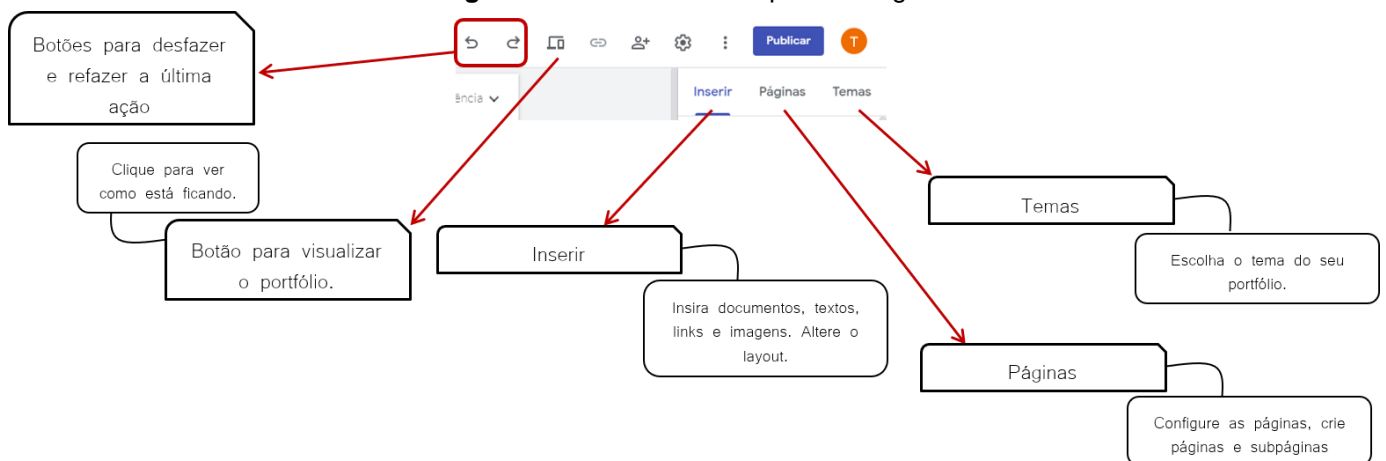 Botões para desfazer
e refazer a última
ação
Publicar
T
ência
Inserir Páginas Temas
Clique para ver
como está ficando.
Botão para visualizar
o portfólio.
Inserir
Insira documentos, textos,
links e imagens. Altere o
layout.
Temas
Escolha o tema do seu
portfólio.
Páginas
Configure as páginas, crie
páginas e subpáginas